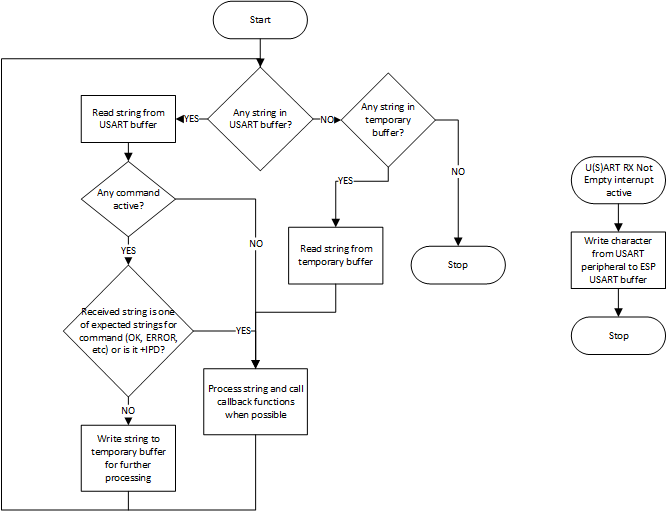 Start
Any string in
USART buffer?
YES
NO
Read string from
USART buffer
Any string in
temporary
buffer?
YES
NO
Any command
active?
NO
YES
Read string from
temporary buffer
Stop
Received string is one
of expected strings for
command (OK, ERROR,
etc) or is it +IPD?
YES
NO
Process string and call
callback functions
when possible
Write string to
temporary buffer
for further
processing
U(S)ART RX Not
Empty interrupt
active
Write character
from USART
peripheral to ESP
USART buffer
Stop